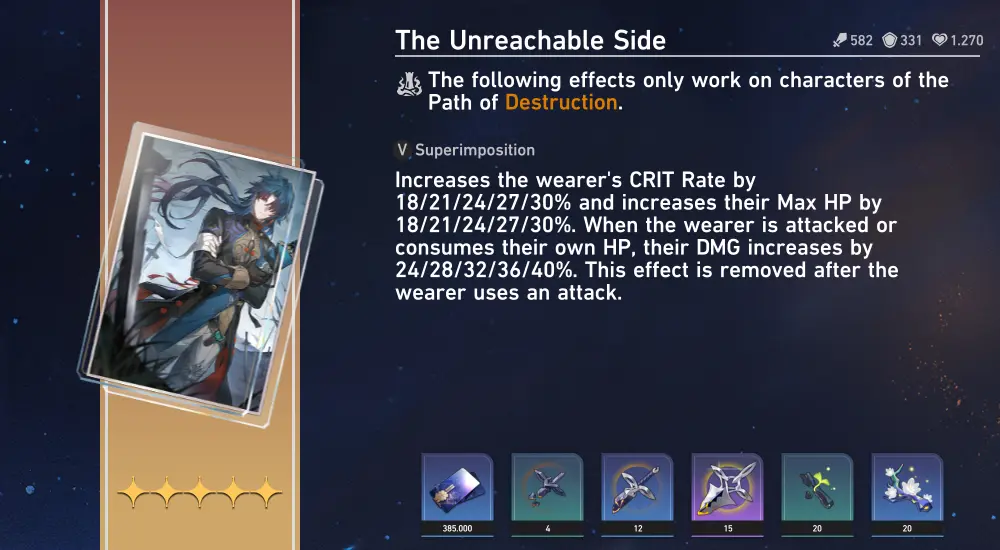 The Unreachable Side
582 331 1.270
The following effects only work on characters of the
Path of Destruction.
V Superimposition
Increases the wearer's CRIT Rate by
18/21/24/27/30% and increases their Max HP by
18/21/24/27/30%. When the wearer is attacked or
consumes their own HP, their DMG increases by
24/28/32/36/40%. This effect is removed after the
wearer uses an attack.
385.000 4 12 15 20 20